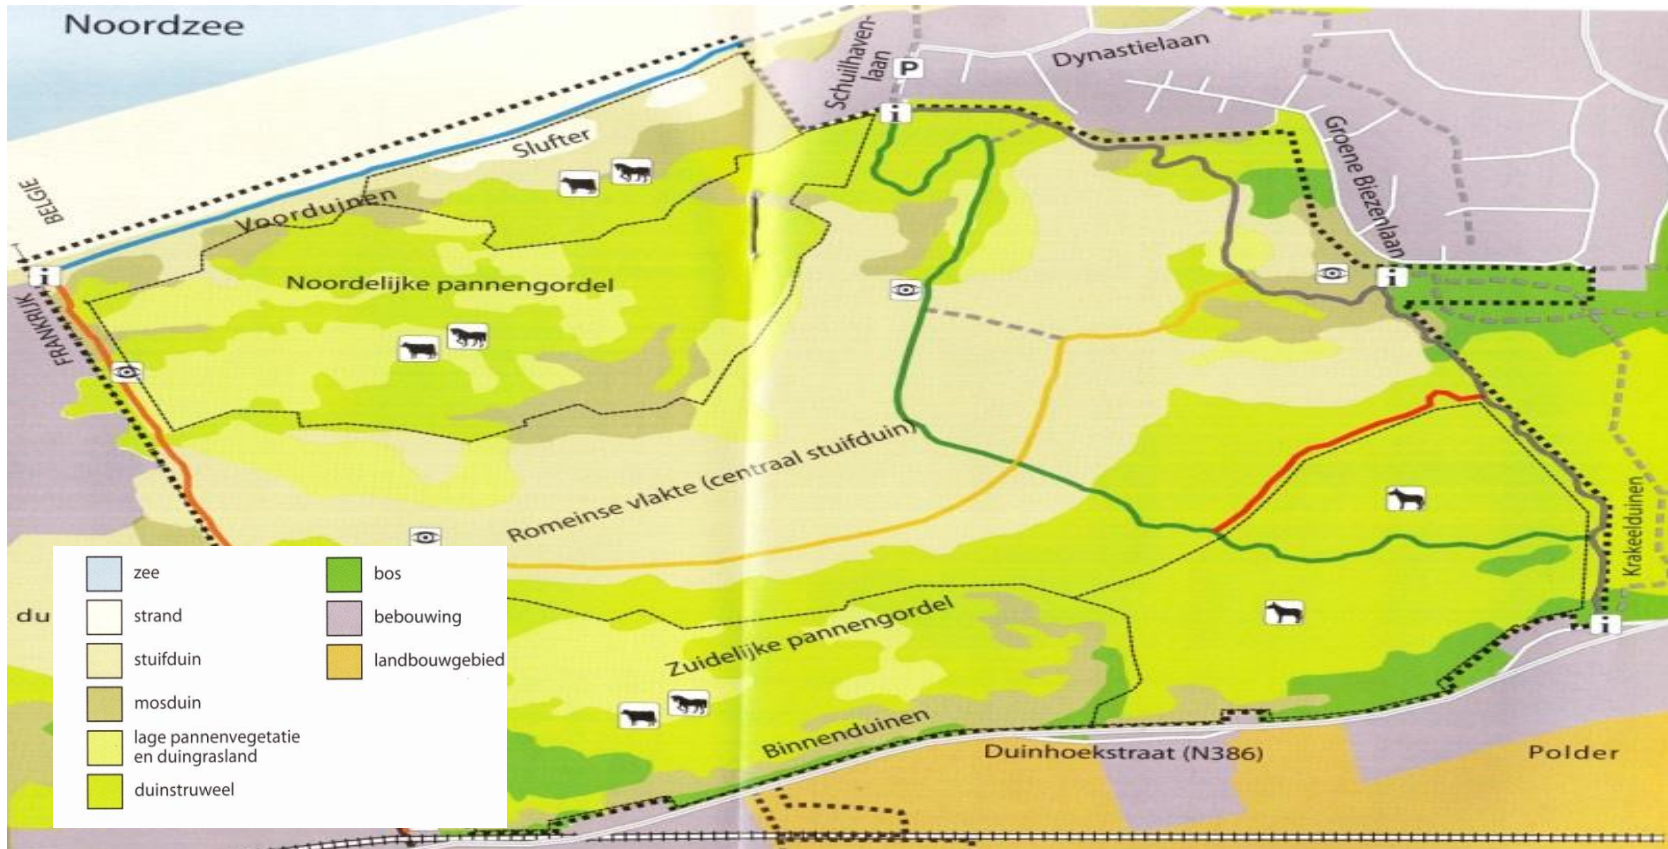 Noordzee
Schuilhaven-
laan
P
Dynastielaan
i
Slufter
Groene Biezenlaan
BELGIE
Voorduinen
i
i
FRANKRIJK
Noordelijke pannengordel
Romeinse vlakte (centraal stuifduin)
Krakeelduinen
du
Zuidelijke pannengordel
i
Binnenduinen
Duinhoekstraat (N386)
Polder
zee
strand
stuifduin
mosduin
lage pannenvegetatie
en duingrasland
duinstruweel
bos
bebouwing
landbouwgebied